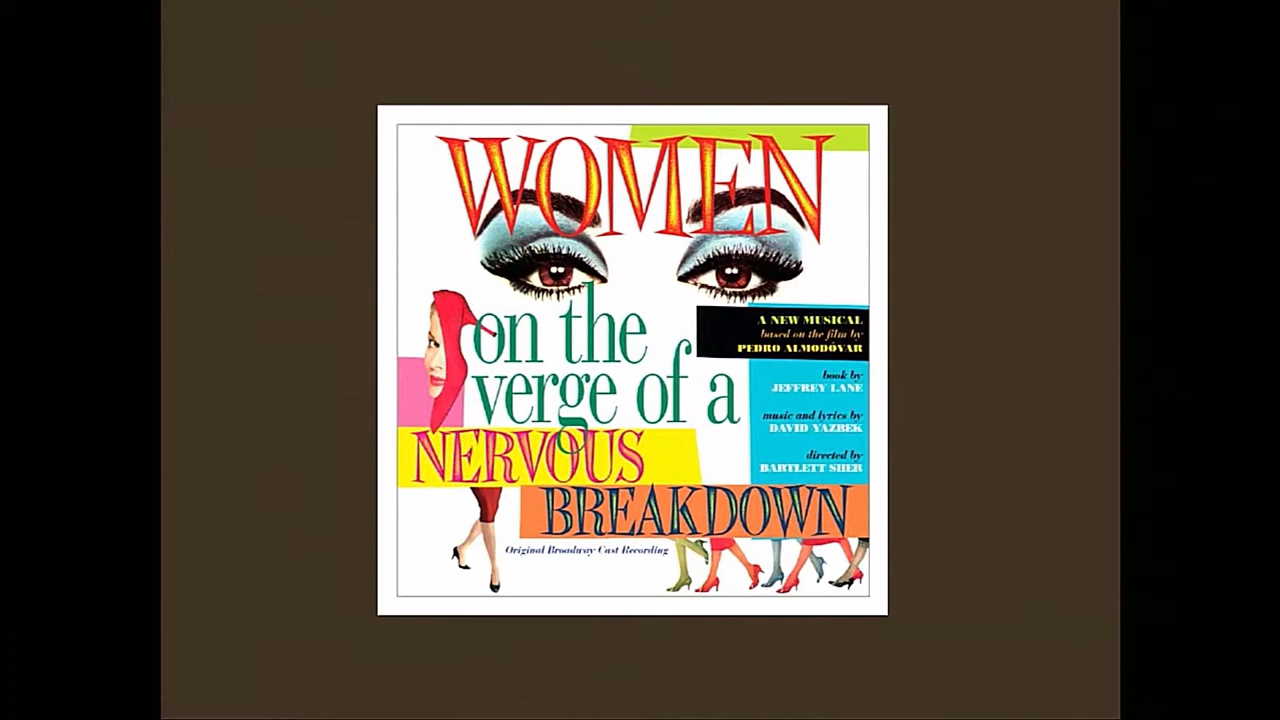 WOMEN
on the
verge of a
NERVOUS
BREAKDOWN
A NEW MUSICAL
based on the film by
PEDRO ALMODÓVAR
book by
JEFFREY LANE
music and lyrics by
DAVID YAZBEK
directed by
BARTLETT SHER
Original Broadway Cast Recording